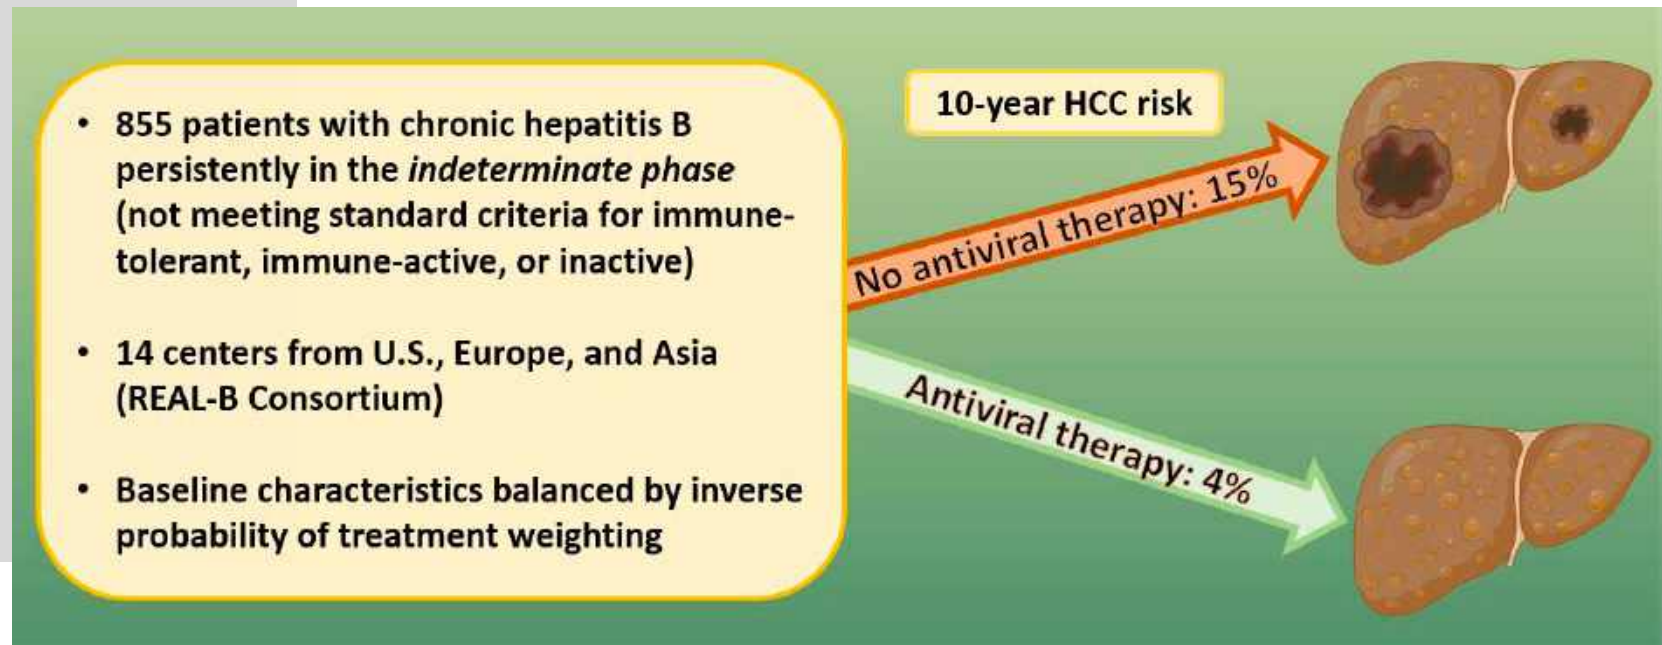 • 855 patients with chronic hepatitis B
persistently in the indeterminate phase
(not meeting standard criteria for immune-
tolerant, immune-active, or inactive)
• 14 centers from U.S., Europe, and Asia
(REAL-B Consortium)
• Baseline characteristics balanced by inverse
probability of treatment weighting
10-year HCC risk
No antiviral therapy: 15%
Antiviral therapy: 4%